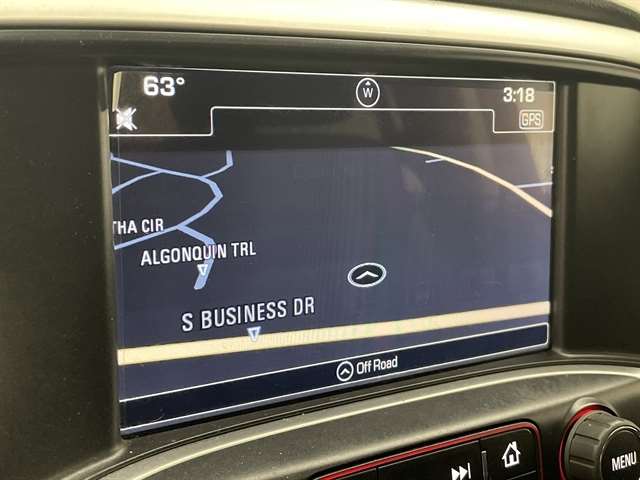 63°
W
3:18
GPS
THA CIR
ALGONQUIN TRL
S BUSINESS DR
Off Road
MENU